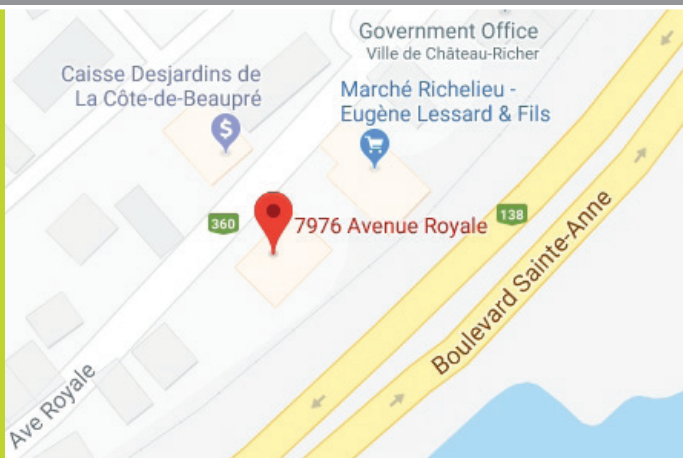 Government Office
Ville de Château-Richer
Caisse Desjardins de
La Côte-de-Beaupré
$
Marché Richelieu -
Eugène Lessard & Fils
360
7976 Avenue Royale
138
Boulevard Sainte-Anne
Ave Royale